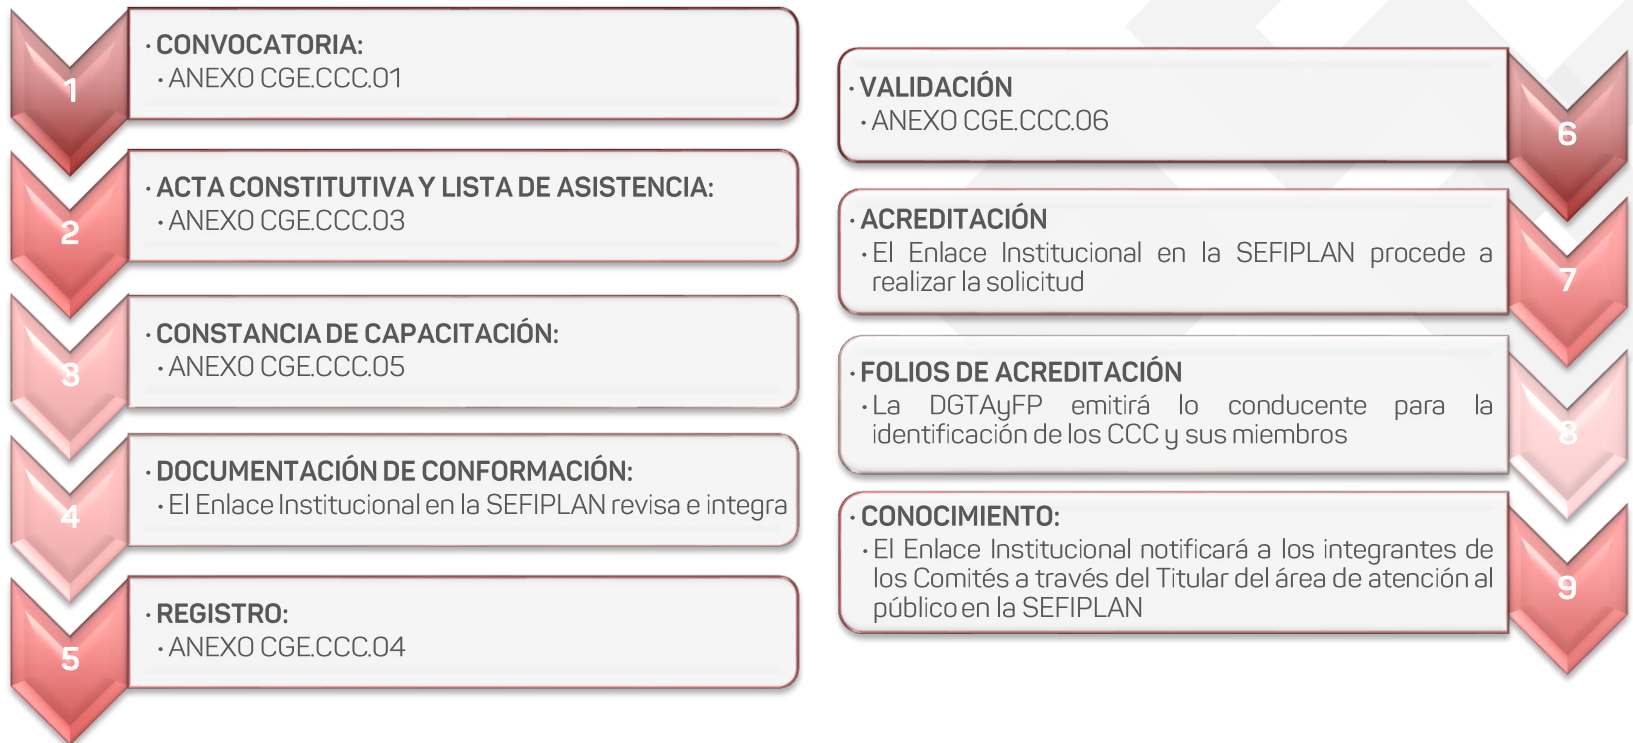 1
· CONVOCATORIA:
· ANEXO CGE.CCC.01
2
· ACTA CONSTITUTIVA Y LISTA DE ASISTENCIA:
· ANEXO CGE.CCC.03
3
· CONSTANCIA DE CAPACITACIÓN:
· ANEXO CGE.CCC.05
4
· DOCUMENTACIÓN DE CONFORMACIÓN:
· El Enlace Institucional en la SEFIPLAN revisa e integra
5
· REGISTRO:
· ANEXO CGE.CCC.04
6
· VALIDACIÓN
· ANEXO CGE.CCC.06
7
· ACREDITACIÓN
· El Enlace Institucional en la SEFIPLAN procede a
realizar la solicitud
8
· FOLIOS DE ACREDITACIÓN
· La DGTAyFP emitirá lo conducente para la
identificación de los CCC y sus miembros
9
· CONOCIMIENTO:
· El Enlace Institucional notificará a los integrantes de
los Comités a través del Titular del área de atención al
público en la SEFIPLAN